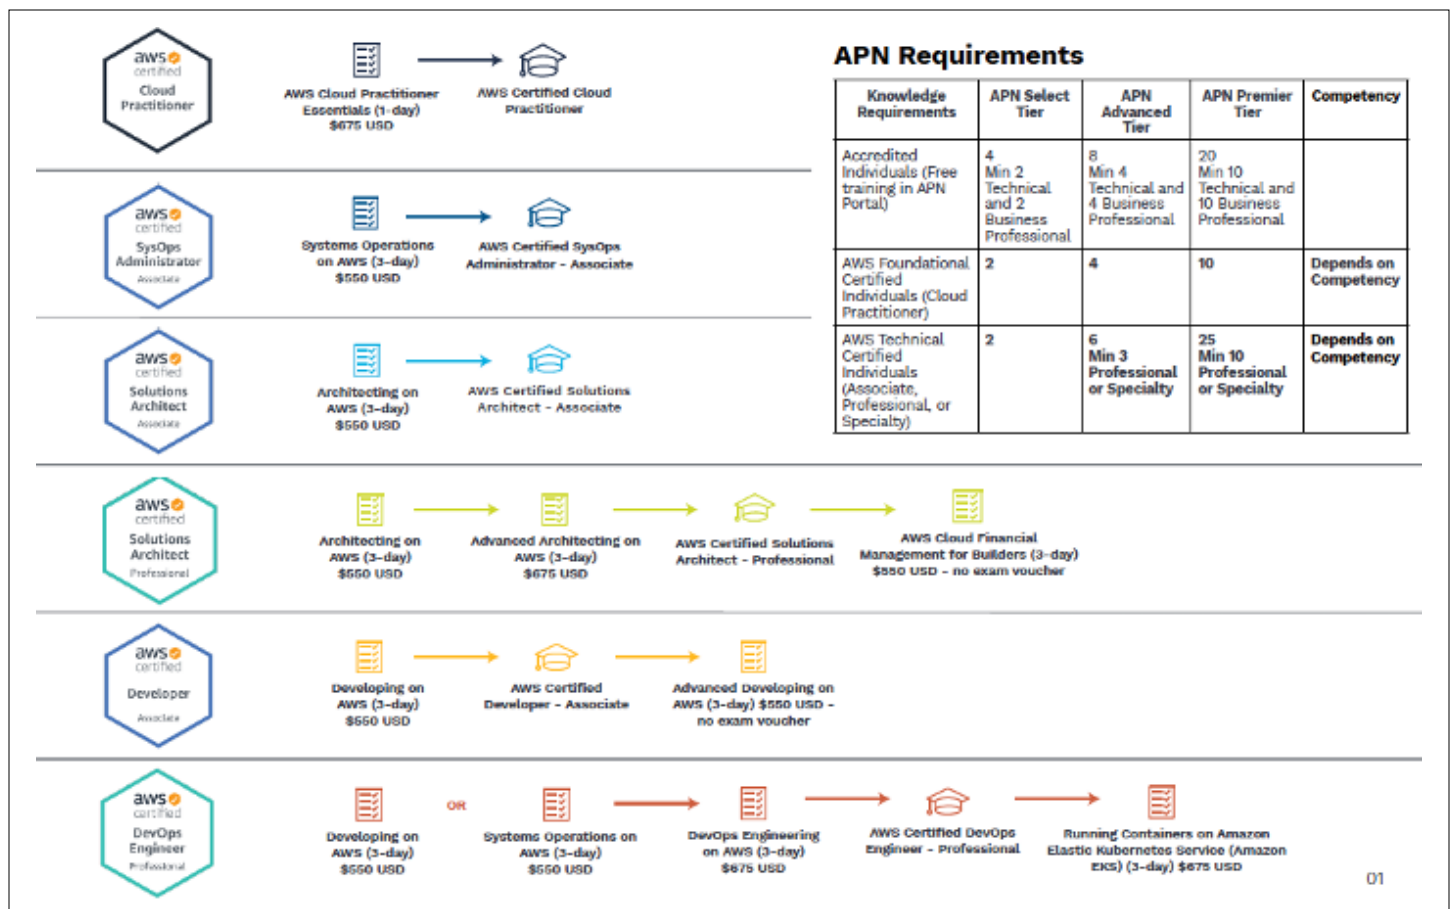 aws
certified
Cloud
Practitioner
AWS Cloud Practitioner
Essentials (1-day)
$675 USD
AWS Certified Cloud
Practitioner
APN Requirements
Knowledge
Requirements
APN Select
Tier
APN
Advanced
Tier
APN Premier
Tier
Competency
Accredited
Individuals (Free
training in APN
Portal)
4
Min 2
Technical
and 2
Business
Professional
8
Min 4
Technical and
4 Business
Professional
20
Min 10
Technical and
10 Business
Professional
AWS Foundational
Certified
Individuals (Cloud
Practitioner)
2
4
10
Depends on
Competency
AWS Technical
Certified
Individuals
(Associate,
Professional, or
Specialty)
2
6
Min 3
Professional
or Specialty
25
Min 10
Professional
or Specialty
Depends on
Competency
aws
certified
SysOps
Administrator
Associate
Systems Operations
on AWS (3-day)
$550 USD
AWS Certified SysOps
Administrator - Associate
aws
certified
Solutions
Architect
Associate
Architecting on
AWS (3-day)
$550 USD
AWS Certified Solutions
Architect - Associate
aws
certified
Solutions
Architect
Professional
Architecting on
AWS (3-day)
$550 USD
Advanced Architecting on
AWS (3-day)
$675 USD
AWS Certified Solutions
Architect - Professional
AWS Cloud Financial
Management for Builders (3-day)
$550 USD - no exam voucher
aws
certified
Developer
Associate
Developing on
AWS (3-day)
$550 USD
AWS Certified
Developer - Associate
Advanced Developing on
AWS (3-day) $550 USD -
no exam voucher
aws
certified
DevOps
Engineer
Professional
Developing on
AWS (3-day)
$550 USD
OR
Systems Operations on
AWS (3-day)
$550 USD
DevOps Engineering
on AWS (3-day)
$675 USD
AWS Certified DevOps
Engineer - Professional
Running Containers on Amazon
Elastic Kubernetes Service (Amazon
EKS) (3-day) $675 USD
01